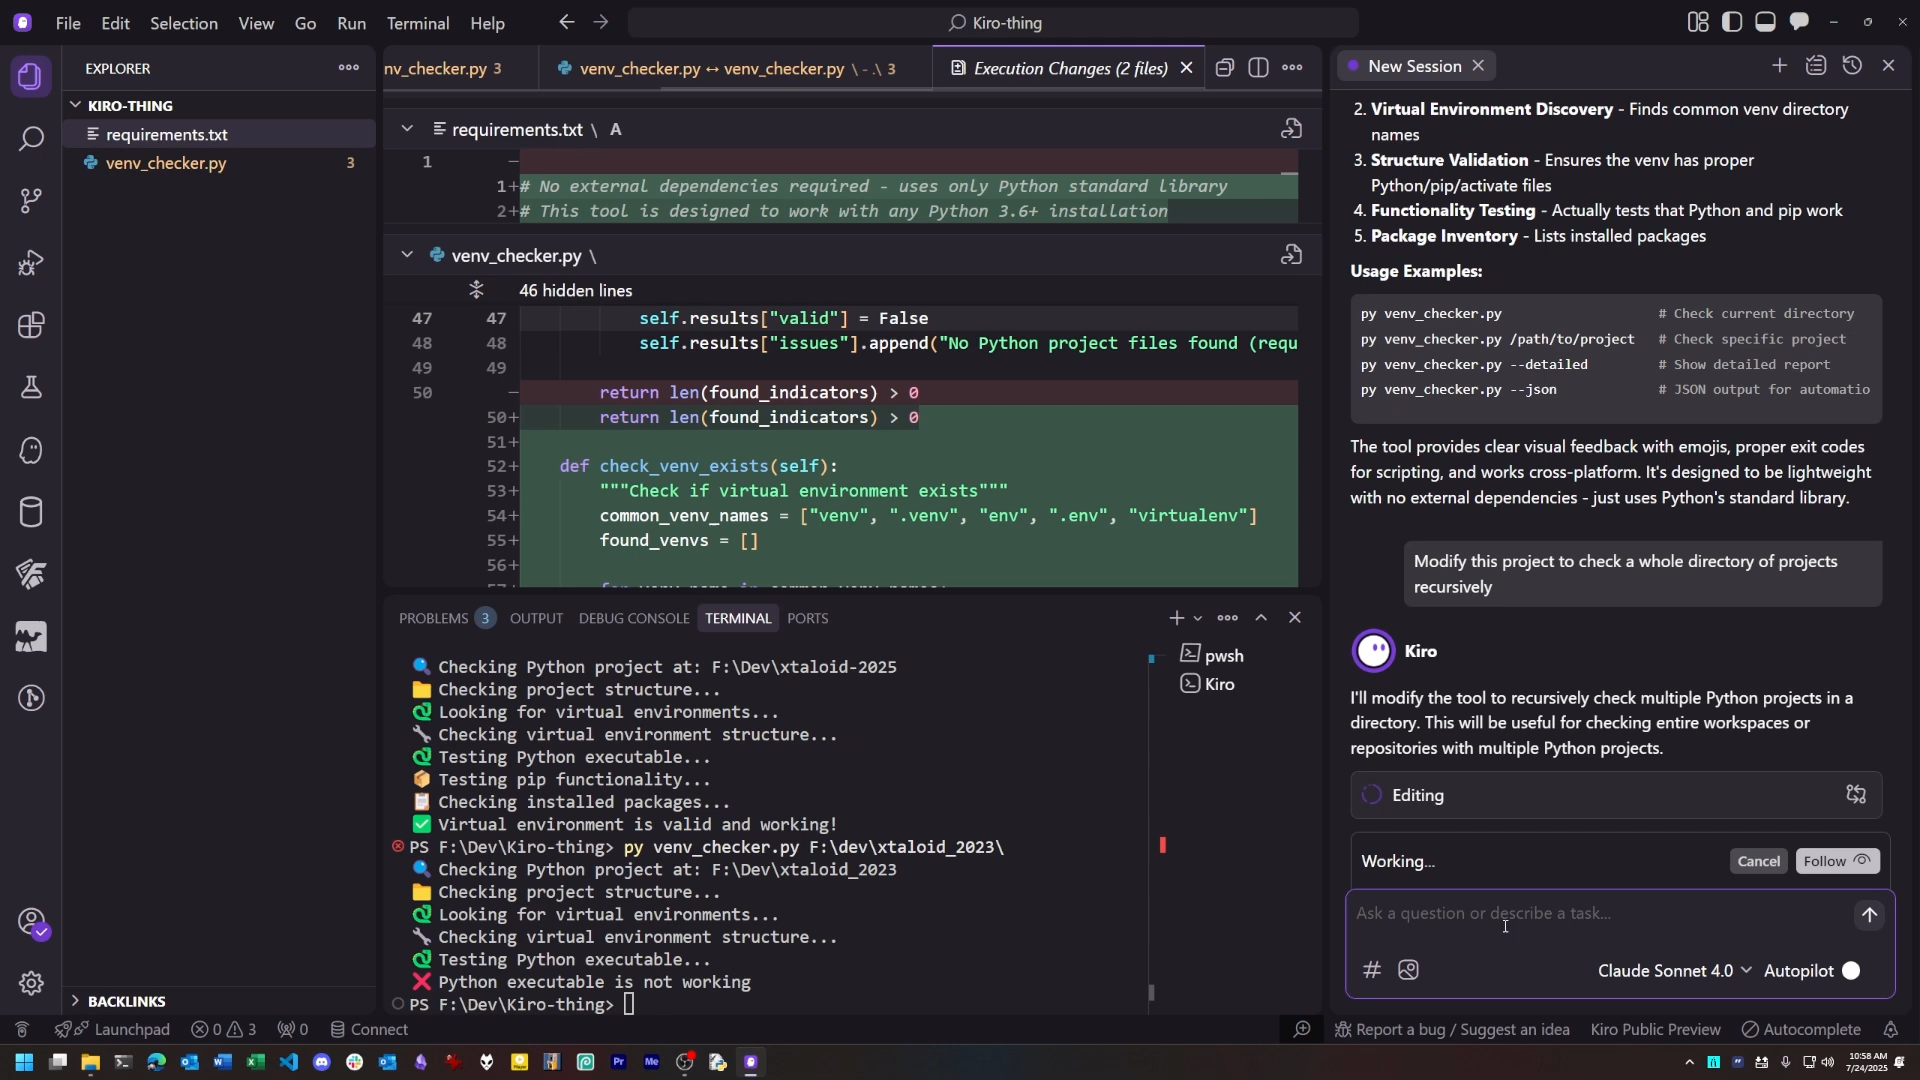 File Edit Selection View Go Run Terminal Help Kiro-thing
EXPLORER
KIRO-THING
requirements.txt
venv_checker.py 3
BACKLINKS
nv_checker.py 3 venv_checker.py ↔ venv_checker.py \ - .\ 3 Execution Changes (2 files)
requirements.txt \ A
1 −
1+# No external dependencies required - uses only Python standard library
2+# This tool is designed to work with any Python 3.6+ installation
venv_checker.py \
46 hidden lines
47 47 self.results["valid"] = False
48 48 self.results["issues"].append("No Python project files found (requ
49 49
50 − return len(found_indicators) > 0
50+ return len(found_indicators) > 0
51+
52+ def check_venv_exists(self):
53+ """Check if virtual environment exists"""
54+ common_venv_names = ["venv", ".venv", "env", ".env", "virtualenv"]
55+ found_venvs = []
56+
PROBLEMS 3 OUTPUT DEBUG CONSOLE TERMINAL PORTS
pwsh
Kiro
🔍 Checking Python project at: F:\Dev\xtaloid-2025
📁 Checking project structure...
🐍 Looking for virtual environments...
🔧 Checking virtual environment structure...
🐍 Testing Python executable...
📦 Testing pip functionality...
📋 Checking installed packages...
✅ Virtual environment is valid and working!
PS F:\Dev\Kiro-thing> py venv_checker.py F:\dev\xtaloid_2023\
🔍 Checking Python project at: F:\Dev\xtaloid_2023
📁 Checking project structure...
🐍 Looking for virtual environments...
🔧 Checking virtual environment structure...
🐍 Testing Python executable...
❌ Python executable is not working
PS F:\Dev\Kiro-thing>
New Session
2. Virtual Environment Discovery - Finds common venv directory
names
3. Structure Validation - Ensures the venv has proper
Python/pip/activate files
4. Functionality Testing - Actually tests that Python and pip work
5. Package Inventory - Lists installed packages
Usage Examples:
py venv_checker.py # Check current directory
py venv_checker.py /path/to/project # Check specific project
py venv_checker.py --detailed # Show detailed report
py venv_checker.py --json # JSON output for automatio
The tool provides clear visual feedback with emojis, proper exit codes
for scripting, and works cross-platform. It's designed to be lightweight
with no external dependencies - just uses Python's standard library.
Modify this project to check a whole directory of projects
recursively
Kiro
I'll modify the tool to recursively check multiple Python projects in a
directory. This will be useful for checking entire workspaces or
repositories with multiple Python projects.
Editing
Working... Cancel Follow
Ask a question or describe a task...
# Claude Sonnet 4.0 Autopilot
Launchpad 0 3 0 Connect Report a bug / Suggest an idea Kiro Public Preview Autocomplete
10:58 AM
7/24/2025